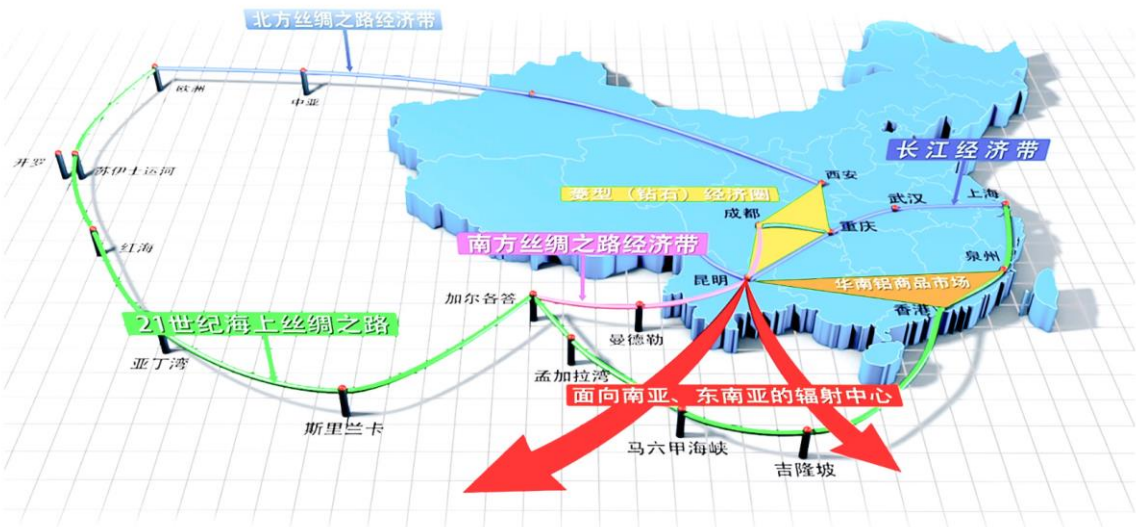 北方丝绸之路经济带
欧洲
中亚
开罗
苏伊士运河
长江经济带
西安
菱型（钻石）经济圈
武汉
上海
成都
重庆
红海
南方丝绸之路经济带
泉州
昆明
华南铝商品市场
加尔各答
香港
21世纪海上丝绸之路
曼德勒
亚丁湾
孟加拉湾
面向南亚、东南亚的辐射中心
斯里兰卡
马六甲海峡
吉隆坡